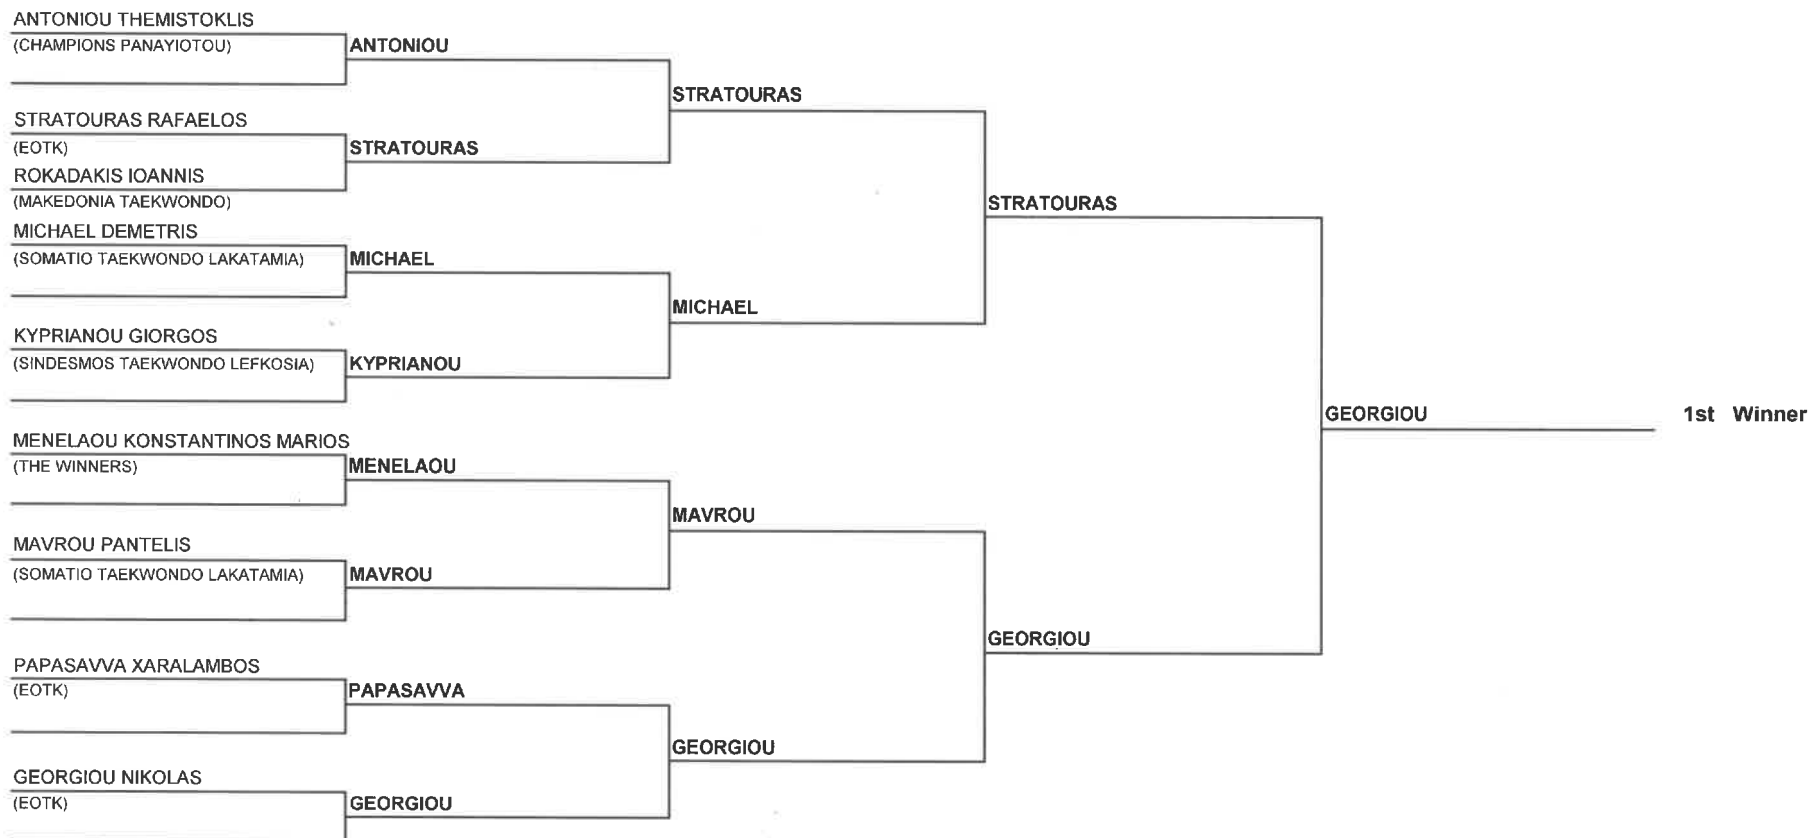 ANTONIOU THEMISTOKLIS
(CHAMPIONS PANAYIOTOU)
ANTONIOU
STRATOURAS
STRATOURAS RAFAELOS
(EOTK)
STRATOURAS
ROKADAKIS IOANNIS
(MAKEDONIA TAEKWONDO)
STRATOURAS
MICHAEL DEMETRIS
(SOMATIO TAEKWONDO LAKATAMIA)
MICHAEL
MICHAEL
KYPRIANOU GIORGOS
(SINDESMOS TAEKWONDO LEFKOSIA)
KYPRIANOU
GEORGIOU
1st Winner
MENELAOU KONSTANTINOS MARIOS
(THE WINNERS)
MENELAOU
MAVROU
MAVROU PANTELIS
(SOMATIO TAEKWONDO LAKATAMIA)
MAVROU
GEORGIOU
PAPASAVVA XARALAMBOS
(EOTK)
PAPASAVVA
GEORGIOU
GEORGIOU NIKOLAS
(EOTK)
GEORGIOU